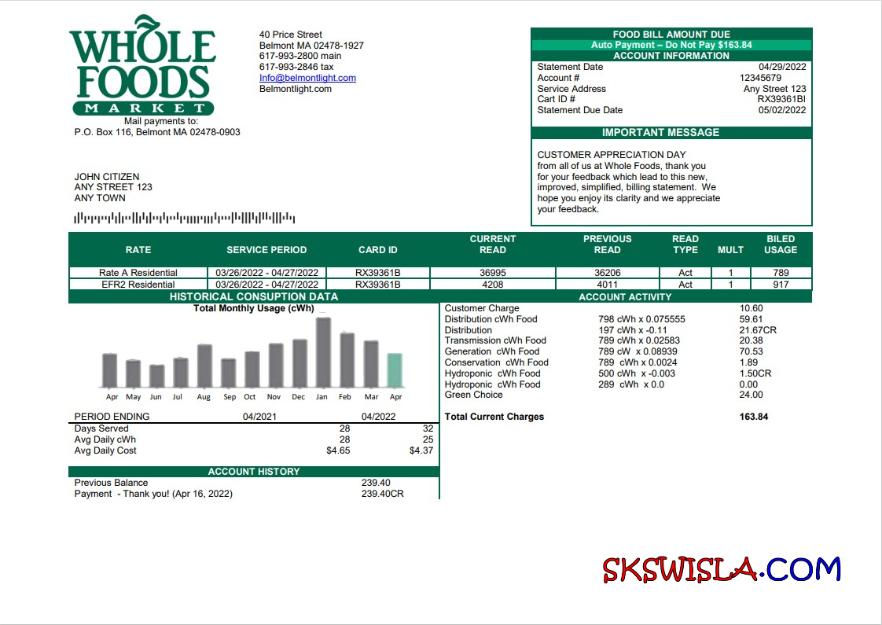 WHOLE
FOODS
MARKET
Mail payments to:
P.O. Box 116, Belmont MA 02478-0903
40 Price Street
Belmont MA 02478-1927
617-993-2800 main
617-993-2846 tax
Info@belmontlight.com
Belmontlight.com
FOOD BILL AMOUNT DUE
Auto Payment – Do Not Pay $163.84
ACCOUNT INFORMATION
Statement Date 04/29/2022
Account # 12345679
Service Address Any Street 123
Cart ID # RX39361BI
Statement Due Date 05/02/2022
IMPORTANT MESSAGE
CUSTOMER APPRECIATION DAY
from all of us at Whole Foods, thank you
for your feedback which lead to this new,
improved, simplified, billing statement. We
hope you enjoy its clarity and we appreciate
your feedback.
JOHN CITIZEN
ANY STREET 123
ANY TOWN
RATE SERVICE PERIOD CARD ID CURRENT READ PREVIOUS READ READ TYPE MULT BILED USAGE
Rate A Residential 03/26/2022 - 04/27/2022 RX39361B 36995 36206 Act 1 789
EFR2 Residential 03/26/2022 - 04/27/2022 RX39361B 4208 4011 Act 1 917
HISTORICAL CONSUPTION DATA
Total Monthly Usage (cWh)
Apr May Jun Jul Aug Sep Oct Nov Dec Jan Feb Mar Apr
PERIOD ENDING 04/2021 04/2022
Days Served 28 32
Avg Daily cWh 28 25
Avg Daily Cost $4.65 $4.37
ACCOUNT HISTORY
Previous Balance 239.40
Payment - Thank you! (Apr 16, 2022) 239.40CR
ACCOUNT ACTIVITY
Customer Charge 10.60
Distribution cWh Food 798 cWh x 0.075555 59.61
Distribution 197 cWh x -0.11 21.67CR
Transmission cWh Food 789 cWh x 0.02583 20.38
Generation cWh Food 789 cW x 0.08939 70.53
Conservation cWh Food 789 cWh x 0.0024 1.89
Hydroponic cWh Food 500 cWh x -0.003 1.50CR
Hydroponic cWh Food 289 cWh x 0.0 0.00
Green Choice 24.00
Total Current Charges 163.84
SKSWISLA.COM